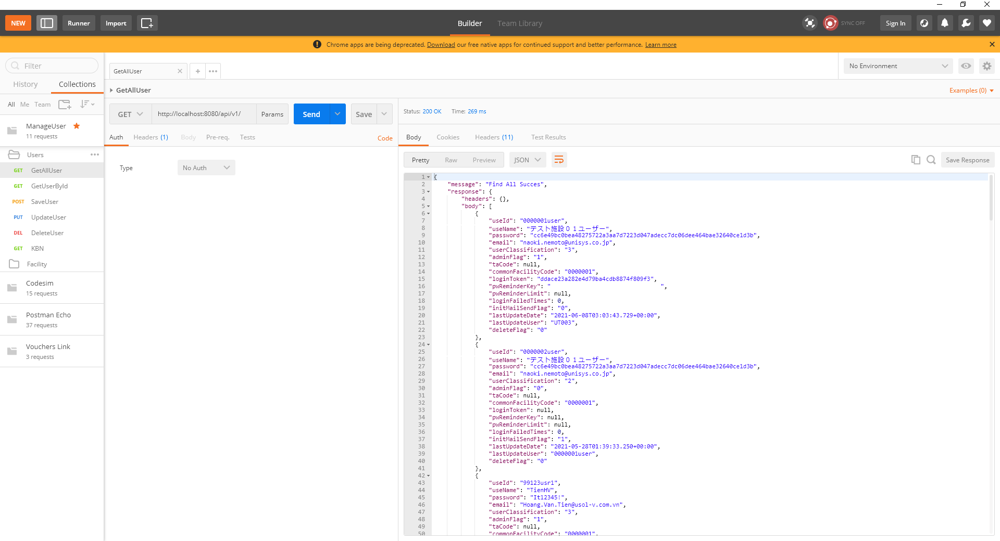 NEW
Runner
Import
Builder
Team Library
SYNC OFF
Sign In
Chrome apps are being deprecated. Download our free native apps for continued support and better performance. Learn more
Filter
History
Collections
All
Me
Team
ManageUser
11 requests
Users
GET GetAllUser
GET GetUserById
POST SaveUser
PUT UpdateUser
DEL DeleteUser
GET KBN
Facility
Codesim
15 requests
Postman Echo
37 requests
Vouchers Link
3 requests
GetAllUser
No Environment
GetAllUser
Examples (0)
GET
http://localhost:8080/api/v1/
Params
Send
Save
Auth
Headers (1)
Body
Pre-req.
Tests
Code
Type
No Auth
Status: 200 OK
Time: 269 ms
Body
Cookies
Headers (11)
Test Results
Pretty
Raw
Preview
JSON
Save Response
1 {
2 "message": "Find All Succes",
3 "response": {
4 "headers": {},
5 "body": [
6 {
7 "useId": "0000001user",
8 "useName": "テスト施設０１ユーザー",
9 "password": "cc6e49bc0bea48275722a3aa7d7223d047adecc7dc06dee464bae32640ce1d3b",
10 "email": "naoki.nemoto@unisys.co.jp",
11 "userClassification": "3",
12 "adminFlag": "1",
13 "taCode": null,
14 "commonFacilityCode": "0000001",
15 "loginToken": "ddace23a282e4d79ba4cdb8874f809f3",
16 "pwReminderKey": "                                ",
17 "pwReminderLimit": null,
18 "loginFailedTimes": 0,
19 "initMailSendFlag": "0",
20 "lastUpdateDate": "2021-06-08T03:03:43.729+00:00",
21 "lastUpdateUser": "UT003",
22 "deleteFlag": "0"
23 },
24 {
25 "useId": "0000002user",
26 "useName": "テスト施設０１ユーザー",
27 "password": "cc6e49bc0bea48275722a3aa7d7223d047adecc7dc06dee464bae32640ce1d3b",
28 "email": "naoki.nemoto@unisys.co.jp",
29 "userClassification": "2",
30 "adminFlag": "0",
31 "taCode": null,
32 "commonFacilityCode": "0000001",
33 "loginToken": null,
34 "pwReminderKey": null,
35 "pwReminderLimit": null,
36 "loginFailedTimes": 0,
37 "initMailSendFlag": "1",
38 "lastUpdateDate": "2021-05-28T01:39:33.250+00:00",
39 "lastUpdateUser": "0000001user",
40 "deleteFlag": "0"
41 },
42 {
43 "useId": "99123usr1",
44 "useName": "TienHV",
45 "password": "It12345!",
46 "email": "Hoang.Van.Tien@usol-v.com.vn",
47 "userClassification": "3",
48 "adminFlag": "1",
49 "taCode": null,
50 "commonFacilityCode": "0000001",